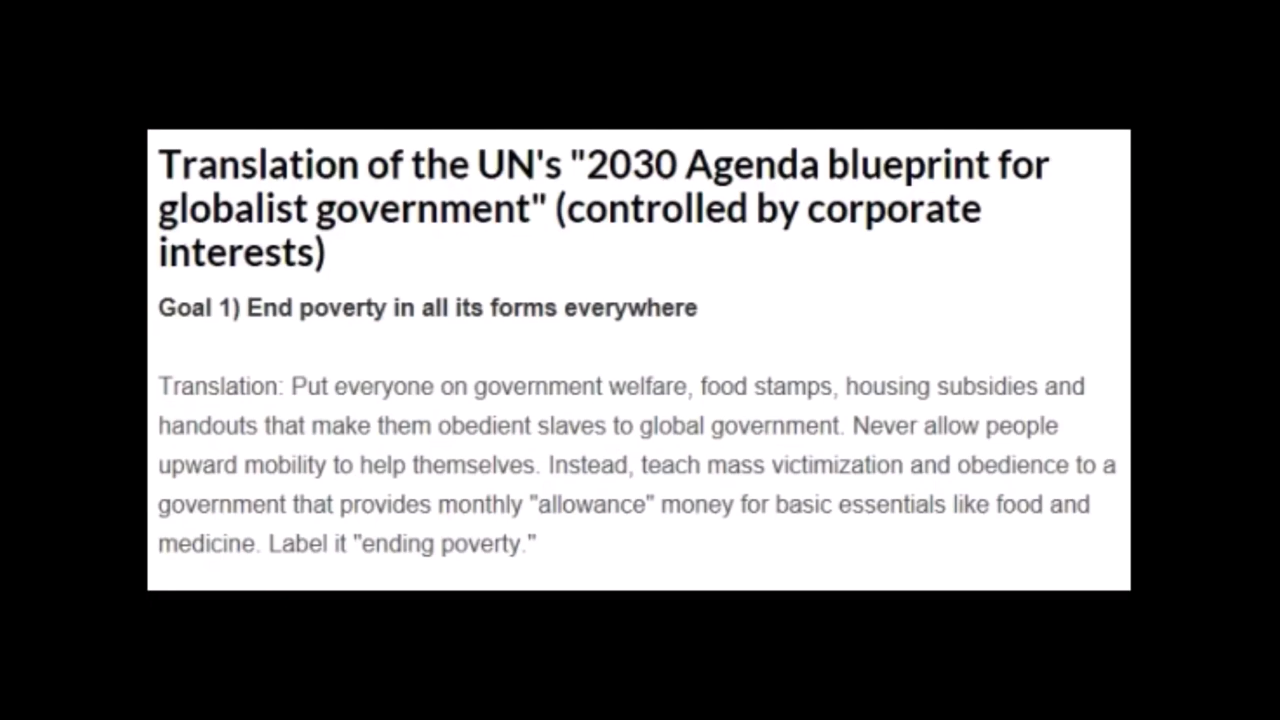 Translation of the UN's "2030 Agenda blueprint for
globalist government" (controlled by corporate
interests)
Goal 1) End poverty in all its forms everywhere
Translation: Put everyone on government welfare, food stamps, housing subsidies and
handouts that make them obedient slaves to global government. Never allow people
upward mobility to help themselves. Instead, teach mass victimization and obedience to a
government that provides monthly "allowance" money for basic essentials like food and
medicine. Label it "ending poverty."